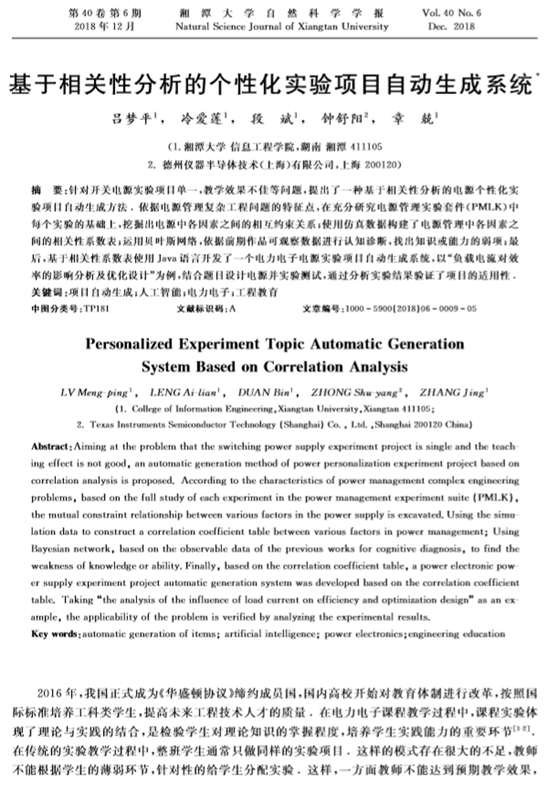 第 40 卷 第 6 期 湘 潭 大 学 自 然 科 学 学 报 Vol. 40 No. 6
2018 年 12 月 Natural Science Journal of Xiangtan University Dec. 2018
基于相关性分析的个性化实验项目自动生成系统*
吕梦平1， 冷爱莲1， 段 斌1， 钟舒阳2， 章 兢1
(1. 湘潭大学 信息工程学院,湖南 湘潭 411105
2. 德州仪器半导体技术(上海)有限公司,上海 200120)
摘 要:针对开关电源实验项目单一,教学效果不佳等问题,提出了一种基于相关性分析的电源个性化实
验项目自动生成方法．依据电源管理复杂工程问题的特征点,在充分研究电源管理实验套件(PMLK)中
每个实验的基础上,挖掘出电源中各因素之间的相互约束关系;使用仿真数据构建了电源管理中各因素之
间的相关性系数表;运用贝叶斯网络,依据前期作品可观察数据进行认知诊断,找出知识或能力的弱项;最
后,基于相关性系数表使用 Java 语言开发了一个电力电子电源实验项目自动生成系统,以“负载电流对效
率的影响分析及优化设计”为例,结合题目设计电源并实验测试,通过分析实验结果验证了项目的适用性．
关键词:项目自动生成;人工智能;电力电子;工程教育
中图分类号:TP181 文献标识码:A 文章编号:1000－5900(2018)06－0009－05
Personalized Experiment Topic Automatic Generation
System Based on Correlation Analysis
LV Meng-ping1， LENG Ai-lian1， DUAN Bin1， ZHONG Shu-yang2， ZHANG Jing1
(1. College of Information Engineering,Xiangtan University,Xiangtan 411105;
2. Texas Instruments Semiconductor Technology (Shanghai) Co. , Ltd. ,Shanghai 200120 China)
Abstract:Aiming at the problem that the switching power supply experiment project is single and the teach-
ing effect is not good, an automatic generation method of power personalization experiment project based on
correlation analysis is proposed. According to the characteristics of power management complex engineering
problems, based on the full study of each experiment in the power management experiment suite (PMLK),
the mutual constraint relationship between various factors in the power supply is excavated. Using the simu-
lation data to construct a correlation coefficient table between various factors in power management; Using
Bayesian network, based on the observable data of the previous works for cognitive diagnosis, to find the
weakness of knowledge or ability. Finally, based on the correlation coefficient table, a power electronic pow-
er supply experiment project automatic generation system was developed based on the correlation coefficient
table. Taking “the analysis of the influence of load current on efficiency and optimization design” as an ex-
ample, the applicability of the problem is verified by analyzing the experimental results.
Key words:automatic generation of items; artificial intelligence; power electronics;engineering education
2016 年,我国正式成为《华盛顿协议》缔约成员国,国内高校开始对教育体制进行改革,按照国
际标准培养工科类学生,提高未来工程技术人才的质量．在电力电子课程教学过程中,课程实验体
现了理论与实践的结合,是检验学生对理论知识的掌握程度,培养学生实践能力的重要环节[1-2]．
在传统的实验教学过程中,整班学生通常只做同样的实验项目．这样的模式存在很大的不足,教师
不能根据学生的薄弱环节,针对性的给学生分配实验．这样,一方面教师不能达到预期教学效果,